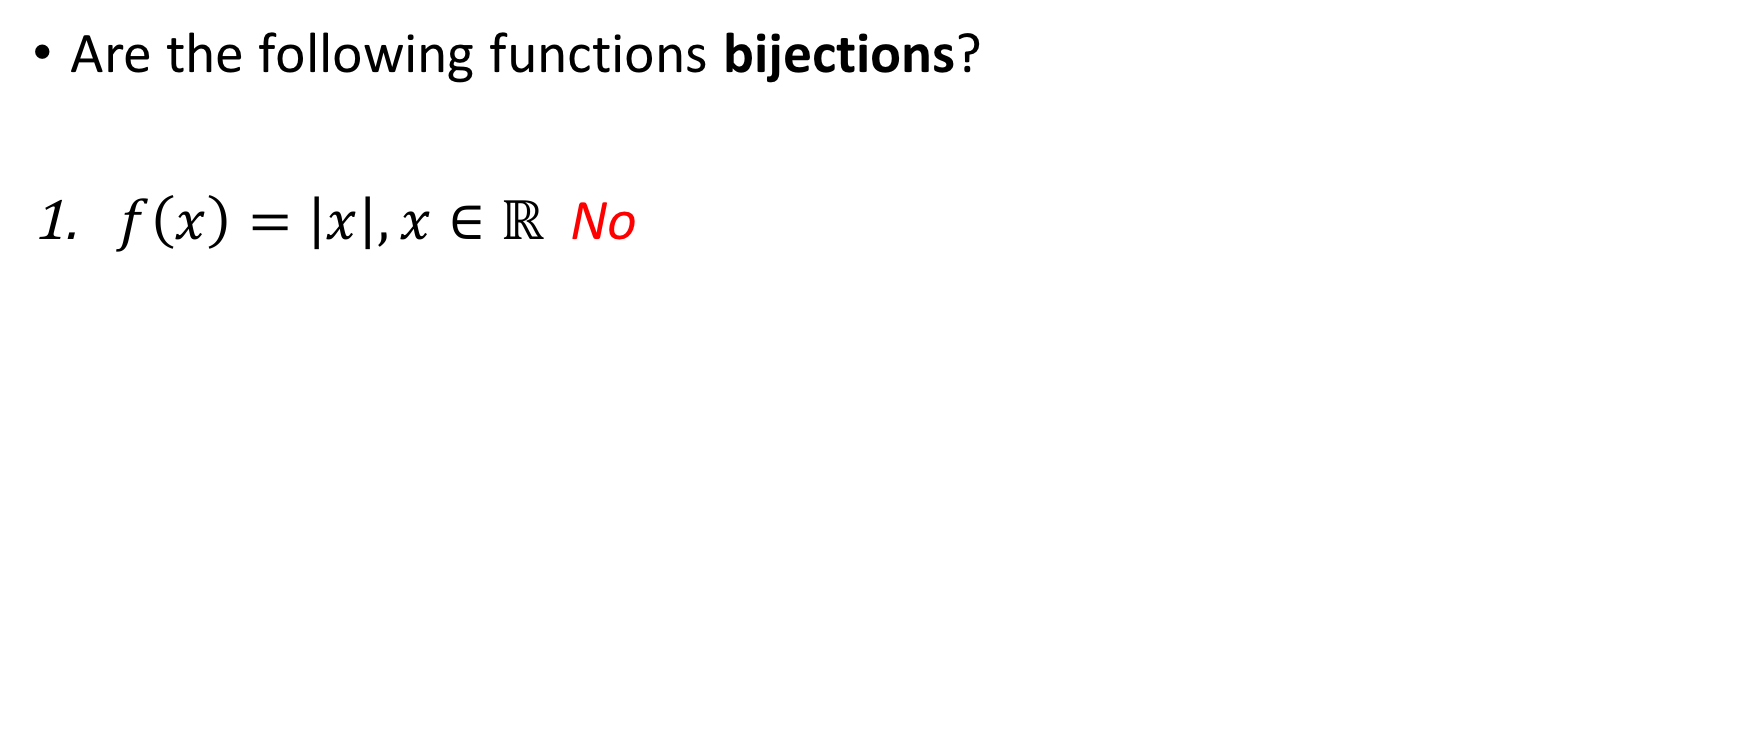 • Are the following functions bijections?
1. 𝑓(𝑥) = |𝑥|, 𝑥 ∈ ℝ No